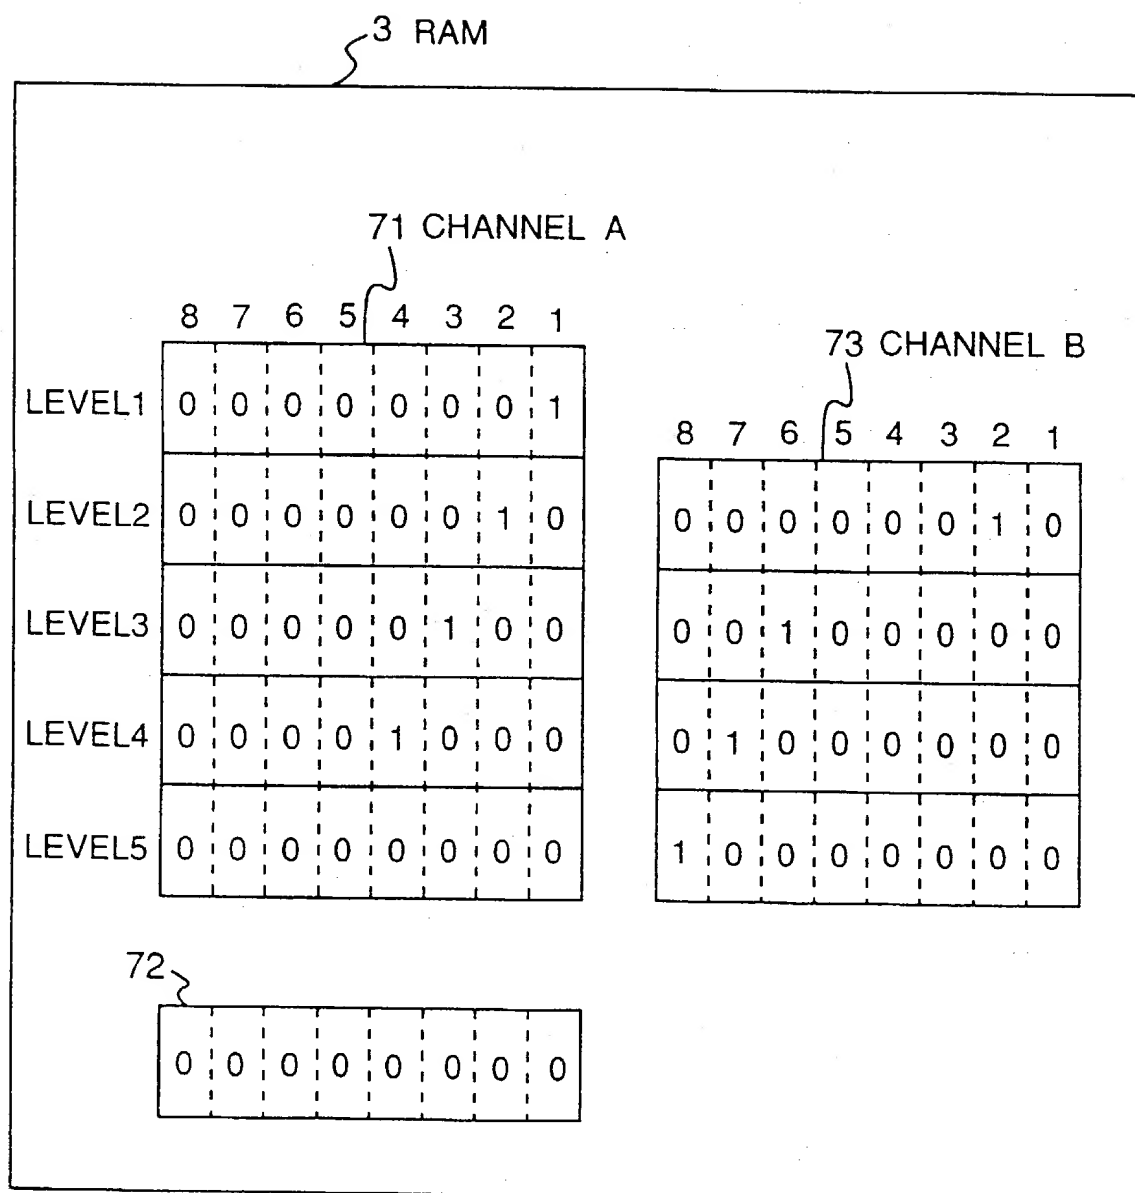 3 RAM
71 CHANNEL A
8 7 6 5 4 3 2 1
73 CHANNEL B
LEVEL1 0 0 0 0 0 0 0 1
8 7 6 5 4 3 2 1
LEVEL2 0 0 0 0 0 0 1 0
0 0 0 0 0 0 1 0
LEVEL3 0 0 0 0 0 1 0 0
0 0 1 0 0 0 0 0
LEVEL4 0 0 0 0 1 0 0 0
0 1 0 0 0 0 0 0
LEVEL5 0 0 0 0 0 0 0 0
1 0 0 0 0 0 0 0
72
0 0 0 0 0 0 0 0